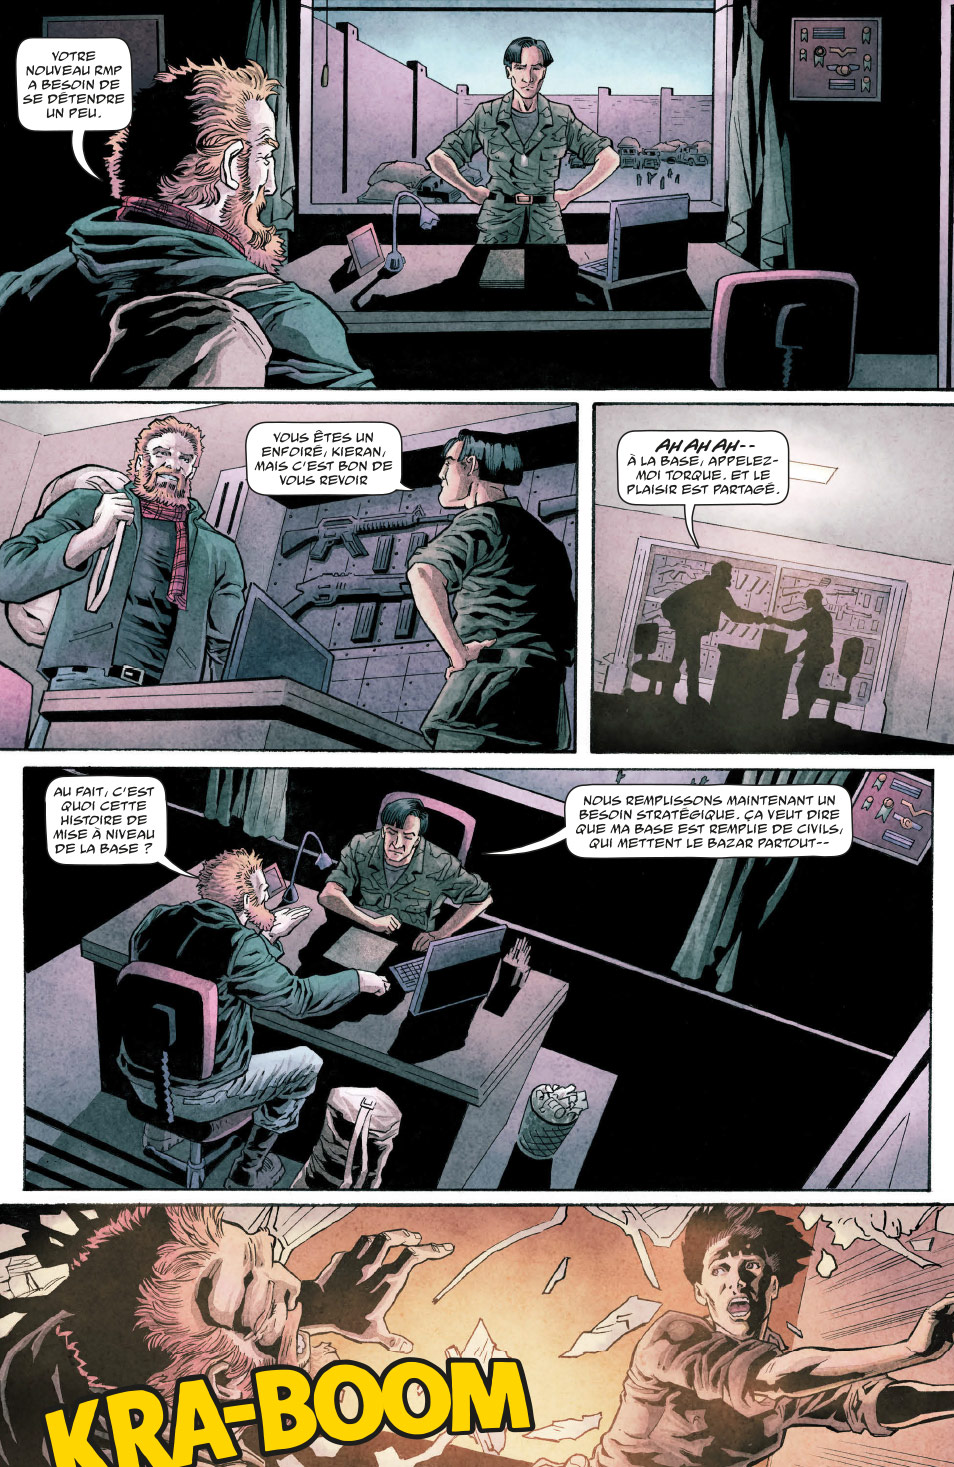 VOTRE
NOUVEAU RMP
A BESOIN DE
SE DÉTENDRE
UN PEU.
VOUS ÊTES UN
ENFOIRÉ, KIERAN,
MAIS C'EST BON DE
VOUS REVOIR
AH AH AH--
À LA BASE, APPELEZ-
MOI TORQUE. ET LE
PLAISIR EST PARTAGÉ.
AU FAIT, C'EST
QUOI CETTE
HISTOIRE DE
MISE À NIVEAU
DE LA BASE ?
NOUS REMPLISSONS MAINTENANT UN
BESOIN STRATÉGIQUE. ÇA VEUT DIRE
QUE MA BASE EST REMPLIE DE CIVILS,
QUI METTENT LE BAZAR PARTOUT--
KRA-BOOM